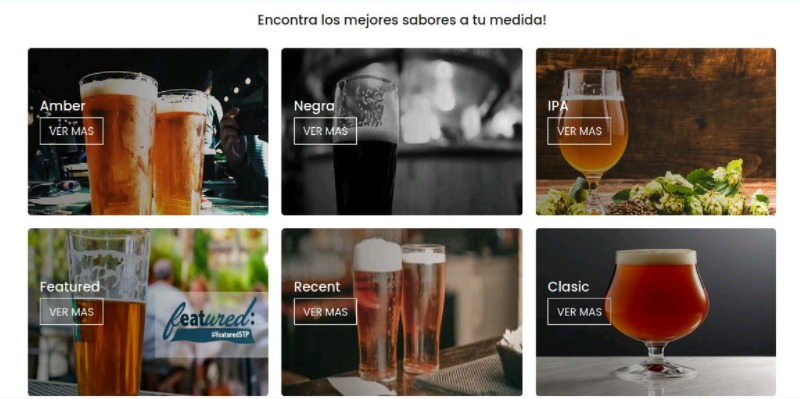 Encontra los mejores sabores a tu medida!
Amber
VER MAS
Negra
VER MAS
IPA
VER MAS
Featured
VER MAS
featured:
#featuredSTP
Recent
VER MAS
Clasic
VER MAS